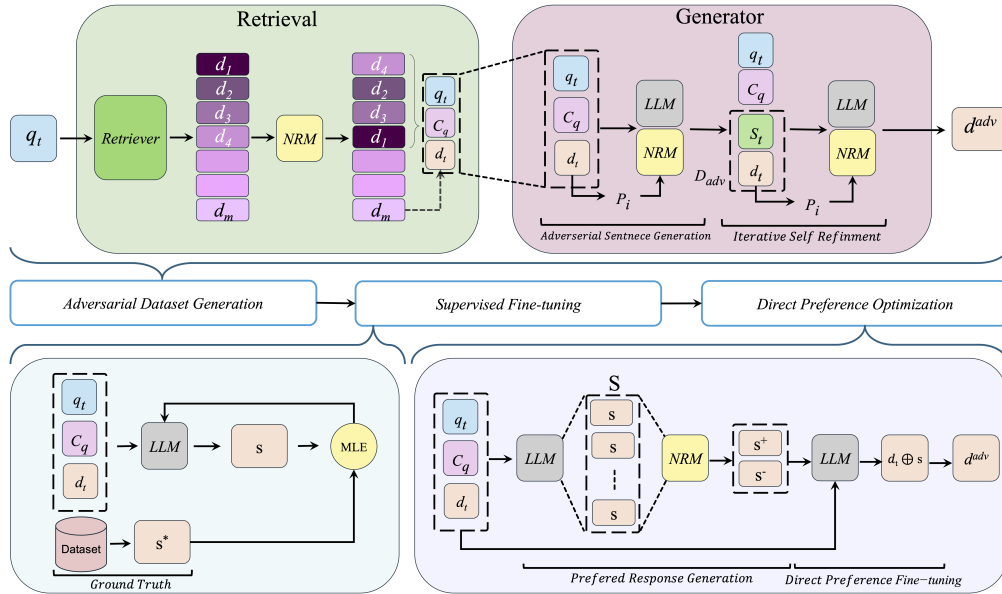 Retrieval
Generator
q_t
Retriever
d_1
d_2
d_3
d_4
d_m
NRM
d_4
d_2
d_3
d_1
d_m
q_t
C_q
d_t
q_t
C_q
d_t
LLM
NRM
P_i
Adverserial Sentnece Generation
q_t
C_q
S_t
d_t
D_adv
LLM
NRM
P_i
Iterative Self Refinment
d^adv
Adversarial Dataset Generation
Supervised Fine-tuning
Direct Preference Optimization
q_t
C_q
d_t
LLM
s
MLE
Dataset
s*
Ground Truth
q_t
C_q
d_t
LLM
S
s
s
s
NRM
s^+
s^-
LLM
d_t ⊕ s
d^adv
Prefered Response Generation
Direct Preference Fine-tuning